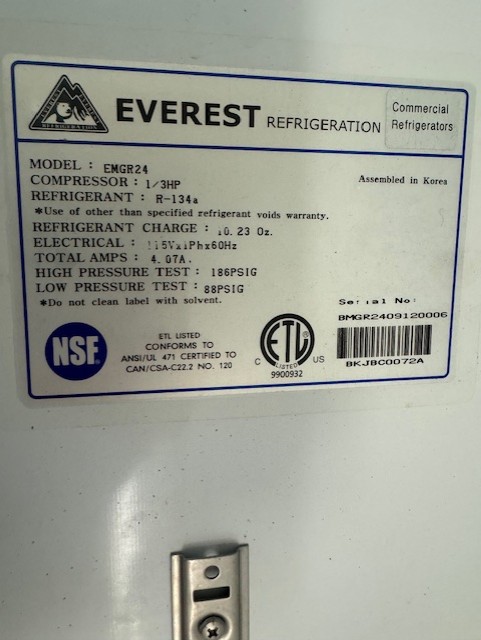 EVEREST REFRIGERATION
Commercial
Refrigerators
MODEL : EMGR24
COMPRESSOR : 1/3HP
Assembled in Korea
REFRIGERANT : R-134a
*Use of other than specified refrigerant voids warranty.
REFRIGERANT CHARGE : 10.23 Oz.
ELECTRICAL : 115Vx1Phx60Hz
TOTAL AMPS : 4.07A.
HIGH PRESSURE TEST : 186PSIG
LOW PRESSURE TEST : 88PSIG
*Do not clean label with solvent.
Serial No:
BMGR2409120006
BKJBC0072A
NSF
ETL LISTED
CONFORMS TO
ANSI/UL 471 CERTIFIED TO
CAN/CSA-C22.2 NO. 120
C ETL US
LISTED
9900932